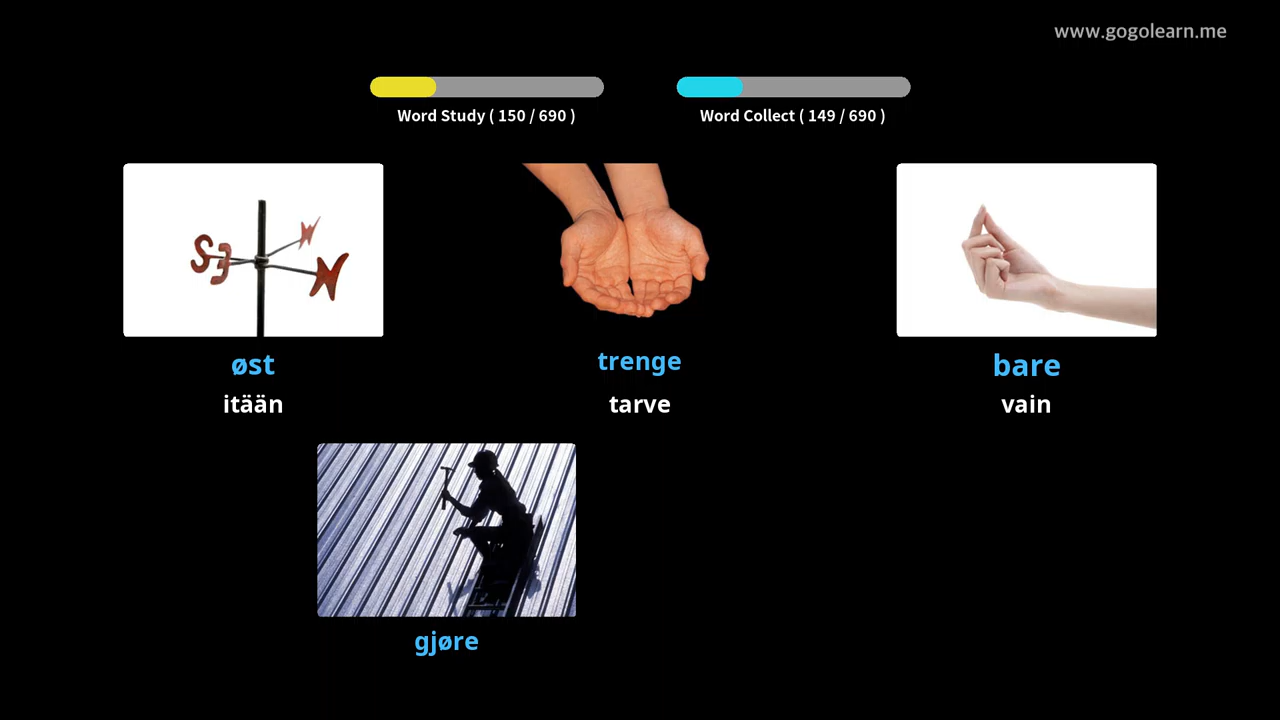 www.gogolearn.me
Word Study ( 150 / 690 )
Word Collect ( 149 / 690 )
øst
trenge
bare
itään
tarve
vain
gjøre